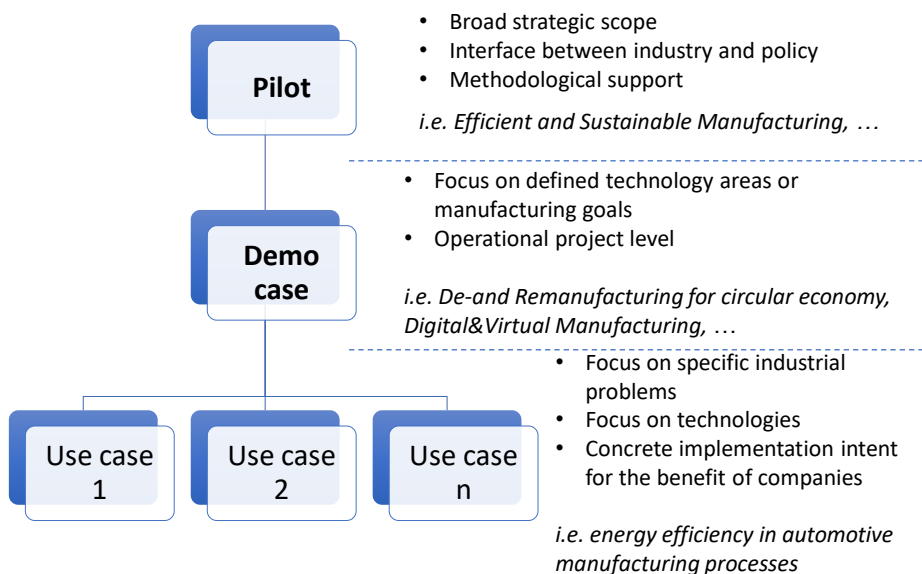 Pilot
• Broad strategic scope
• Interface between industry and policy
• Methodological support
i.e. Efficient and Sustainable Manufacturing, …
Demo
case
• Focus on defined technology areas or
manufacturing goals
• Operational project level
i.e. De-and Remanufacturing for circular economy,
Digital&Virtual Manufacturing, …
Use case
1
Use case
2
Use case
n
• Focus on specific industrial
problems
• Focus on technologies
• Concrete implementation intent
for the benefit of companies
i.e. energy efficiency in automotive
manufacturing processes